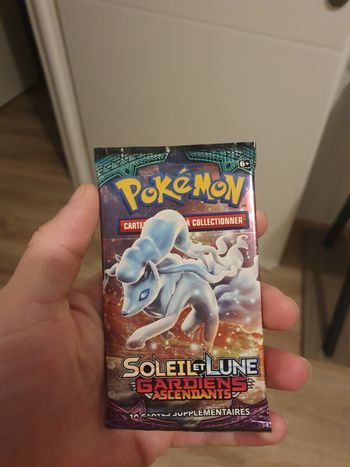 6+
POKÉMON
CARTES À COLLECTIONNER
SOLEIL ET LUNE
GARDIENS
ASCENDANTS
10 CARTES SUPPLÉMENTAIRES